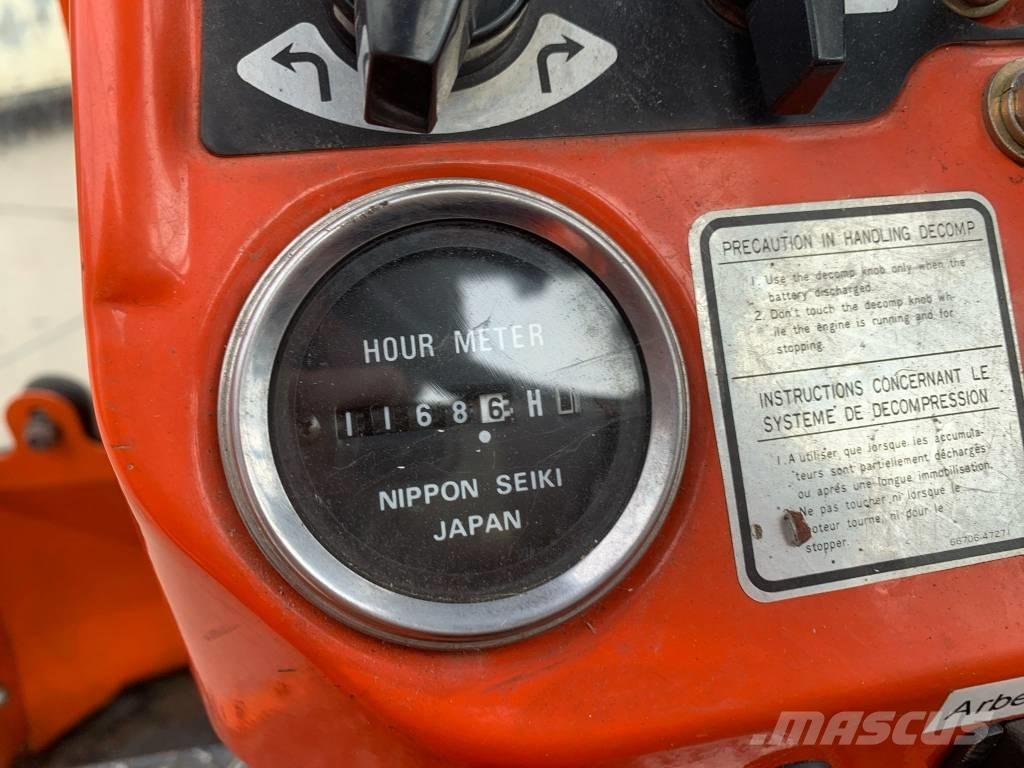 HOUR METER
11686 H
NIPPON SEIKI
JAPAN
PRECAUTION IN HANDLING DECOMP
1. Use the decomp knob only when the
battery discharged.
2. Don't touch the decomp knob wh-
ile the engine is running and for
stopping.
INSTRUCTIONS CONCERNANT LE
SYSTEME DE DECOMPRESSION
1. A utiliser que lorsque les accumula-
teurs sont partiellement déchargés
ou aprés une longue immobilisation.
Ne pas toucher ni lorsque le
moteur tourne, ni pour le
stopper.
66706-4727
Arbe
MASCUS